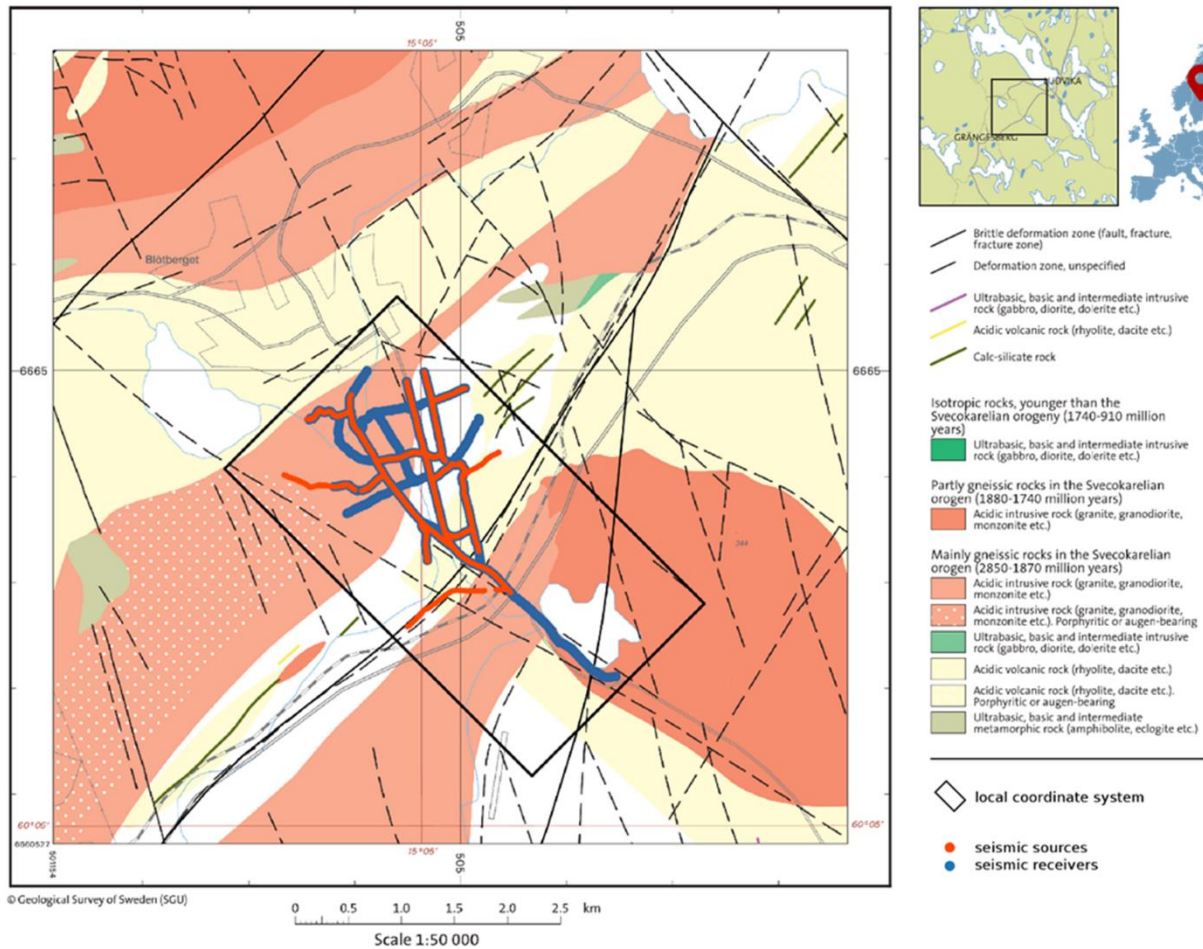 505
15°05'
LUDVIKA
GRÄNGESBERG
Blötberget
6665
6665
244
60°05'
60°05'
6660527
501154
15°05'
505
© Geological Survey of Sweden (SGU)
0 0.5 1.0 1.5 2.0 2.5 km
Scale 1:50 000
Brittle deformation zone (fault, fracture,
fracture zone)
Deformation zone, unspecified
Ultrabasic, basic and intermediate intrusive
rock (gabbro, diorite, dolerite etc.)
Acidic volcanic rock (rhyolite, dacite etc.)
Calc-silicate rock
Isotropic rocks, younger than the
Svecokarelian orogeny (1740-910 million
years)
Ultrabasic, basic and intermediate intrusive
rock (gabbro, diorite, dolerite etc.)
Partly gneissic rocks in the Svecokarelian
orogen (1880-1740 million years)
Acidic intrusive rock (granite, granodiorite,
monzonite etc.)
Mainly gneissic rocks in the Svecokarelian
orogen (2850-1870 million years)
Acidic intrusive rock (granite, granodiorite,
monzonite etc.)
Acidic intrusive rock (granite, granodiorite,
monzonite etc.). Porphyritic or augen-bearing
Ultrabasic, basic and intermediate intrusive
rock (gabbro, diorite, dolerite etc.)
Acidic volcanic rock (rhyolite, dacite etc.)
Acidic volcanic rock (rhyolite, dacite etc.).
Porphyritic or augen-bearing
Ultrabasic, basic and intermediate
metamorphic rock (amphibolite, eclogite etc.)
local coordinate system
seismic sources
seismic receivers